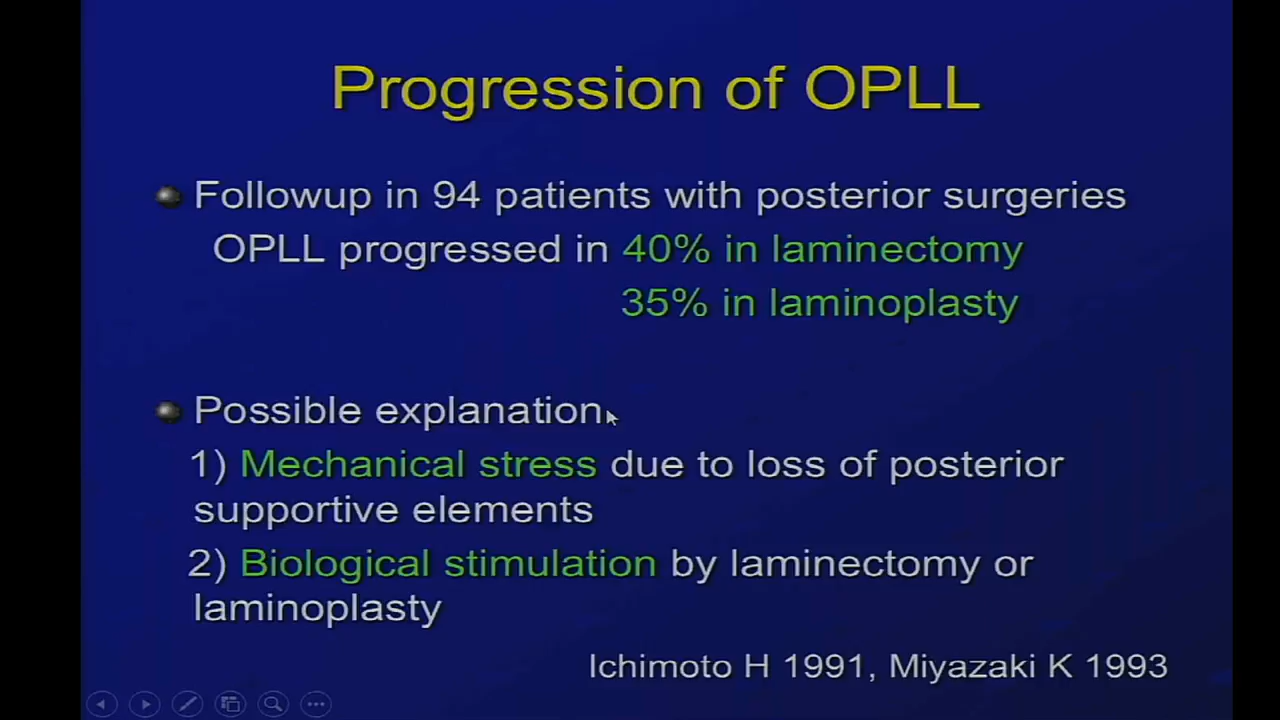 Progression of OPLL
Followup in 94 patients with posterior surgeries
OPLL progressed in 40% in laminectomy
35% in laminoplasty
Possible explanation
1) Mechanical stress due to loss of posterior
supportive elements
2) Biological stimulation by laminectomy or
laminoplasty
Ichimoto H 1991, Miyazaki K 1993